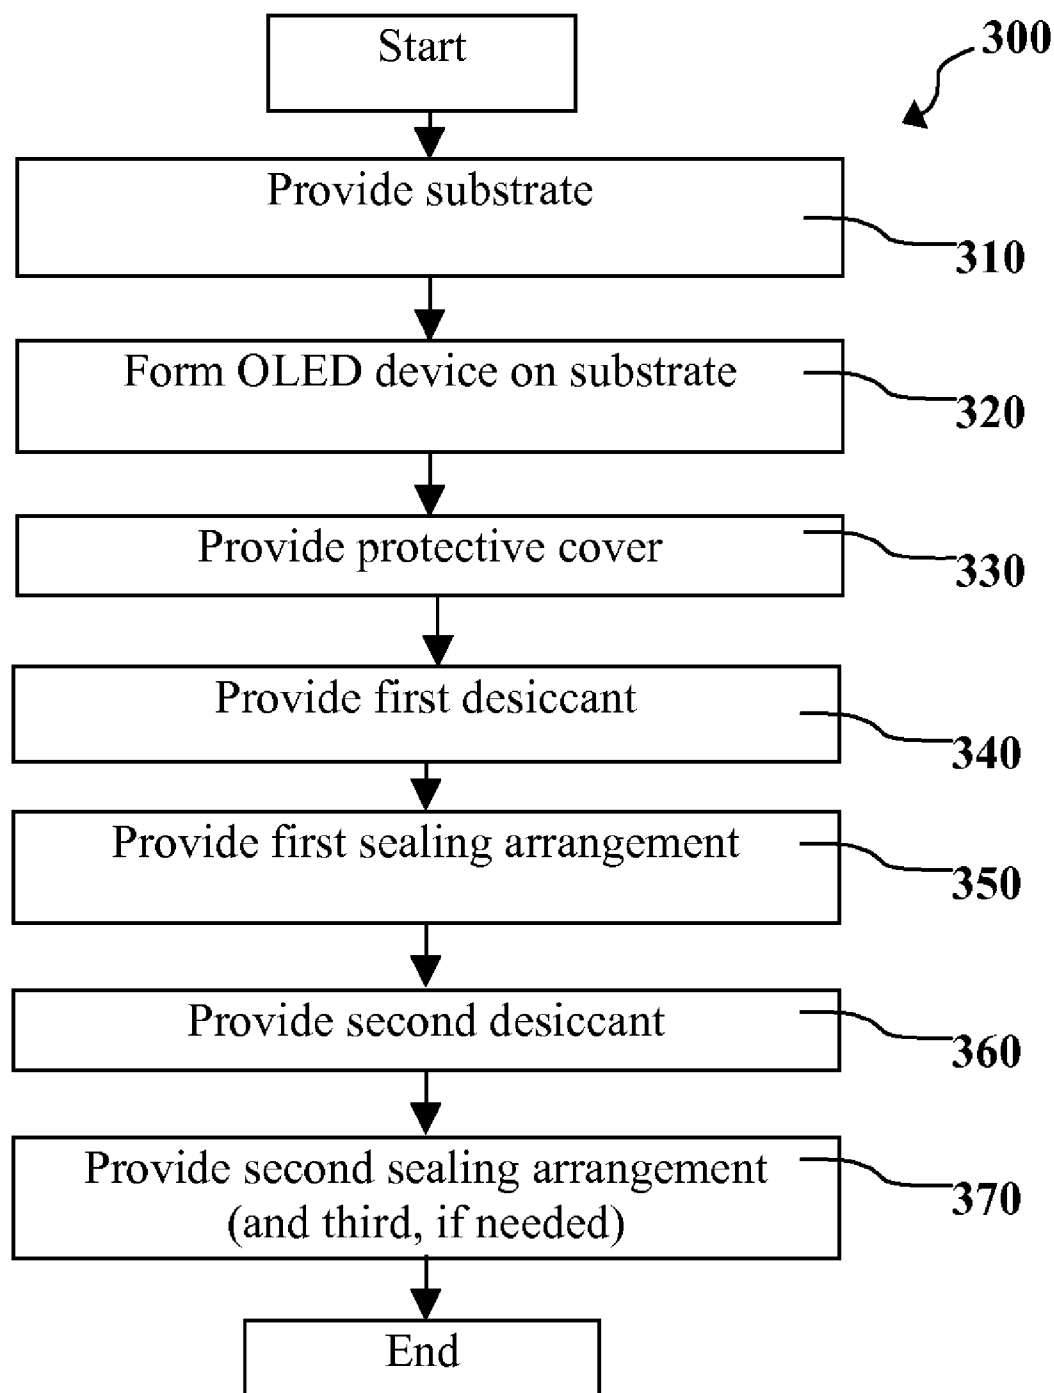 Start
300
Provide substrate
310
Form OLED device on substrate
320
Provide protective cover
330
Provide first desiccant
340
Provide first sealing arrangement
350
Provide second desiccant
360
Provide second sealing arrangement
(and third, if needed)
370
End